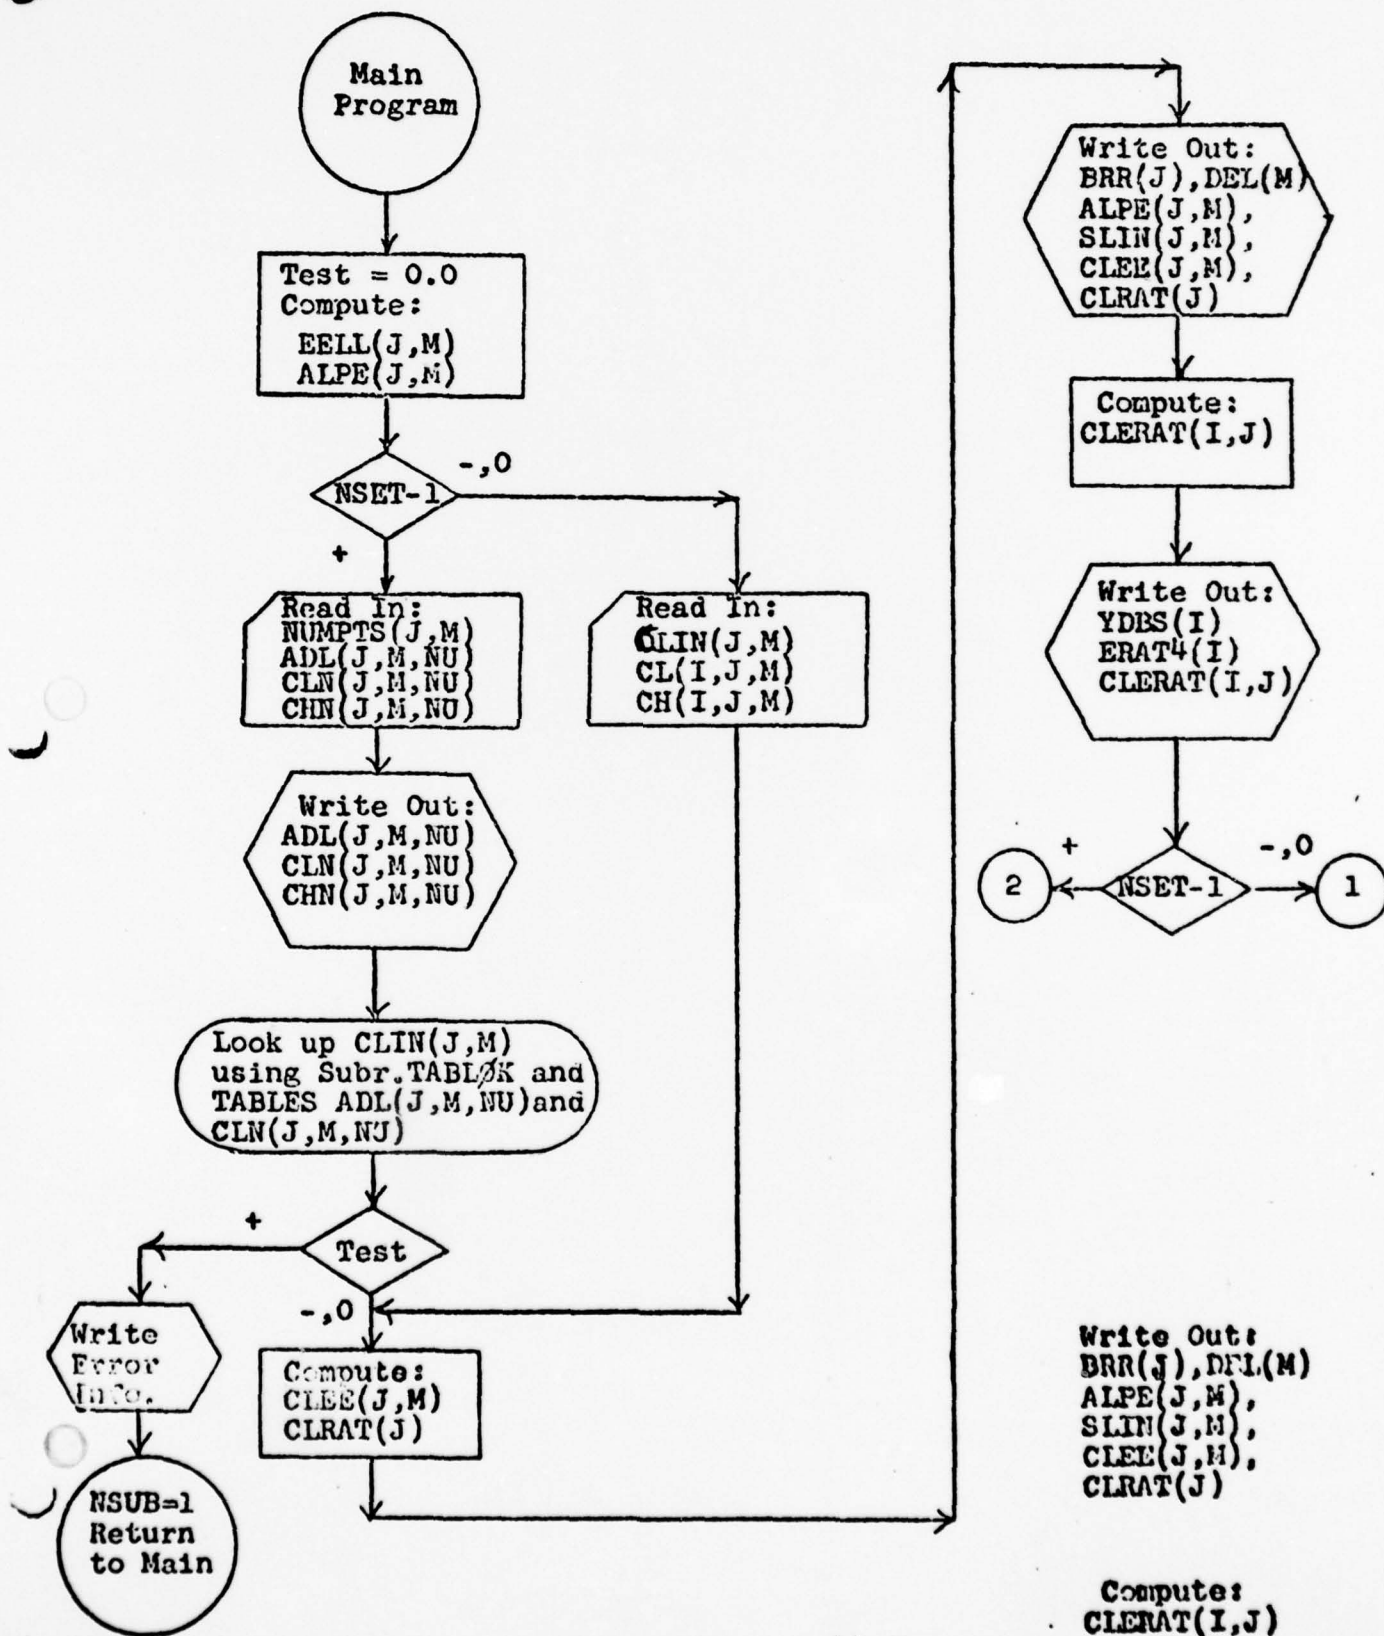 Main
Program
Test = 0.0
Compute:
EELL(J,M)
ALPE(J,M)
NSET-1
-,0
+
Read In:
NUMPTS(J,M)
ADL(J,M,NU)
CLN(J,M,NU)
CHN(J,M,NU)
Read In:
CLIN(J,M)
CL(I,J,M)
CH(I,J,M)
Write Out:
ADL(J,M,NU)
CLN(J,M,NU)
CHN(J,M,NU)
Look up CLIN(J,M)
using Subr.TABLØK and
TABLES ADL(J,M,NU)and
CLN(J,M,NU)
+
Test
-,0
Write
Error
Info.
NSUB=1
Return
to Main
Compute:
CLEE(J,M)
CLRAT(J)
Write Out:
BRR(J),DEL(M)
ALPE(J,M),
SLIN(J,M),
CLEE(J,M),
CLRAT(J)
Compute:
CLERAT(I,J)
Write Out:
YDBS(I)
ERAT4(I)
CLERAT(I,J)
+
-,0
2
NSET-1
1
Write Out:
BRR(J),DEL(M)
ALPE(J,M),
SLIN(J,M),
CLEE(J,M),
CLRAT(J)
Compute:
CLERAT(I,J)